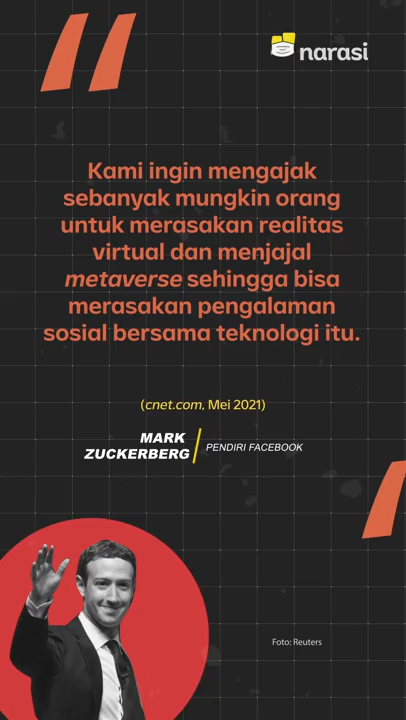 narasi
Kami ingin mengajak
sebanyak mungkin orang
untuk merasakan realitas
virtual dan menjajal
metaverse sehingga bisa
merasakan pengalaman
sosial bersama teknologi itu.
(cnet.com, Mei 2021)
MARK
ZUCKERBERG
PENDIRI FACEBOOK
Foto: Reuters